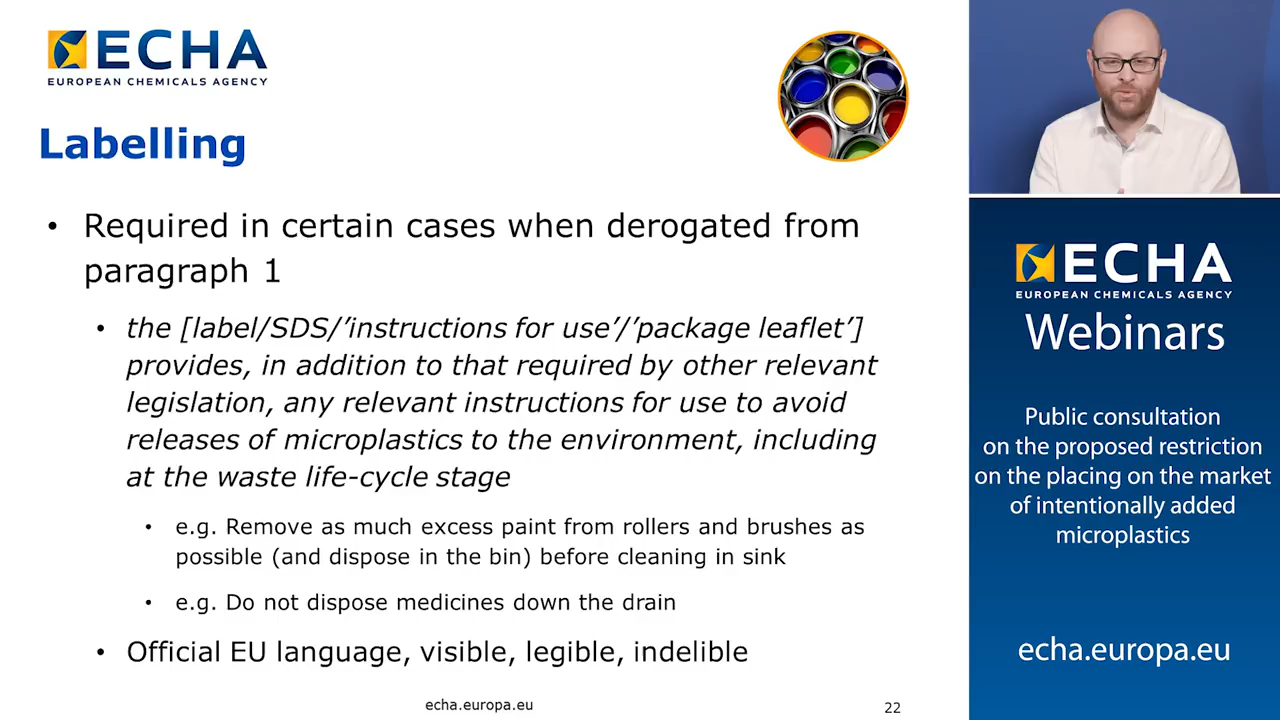 ECHA
EUROPEAN CHEMICALS AGENCY
Labelling
• Required in certain cases when derogated from
paragraph 1
• the [label/SDS/’instructions for use’/’package leaflet’]
provides, in addition to that required by other relevant
legislation, any relevant instructions for use to avoid
releases of microplastics to the environment, including
at the waste life-cycle stage
• e.g. Remove as much excess paint from rollers and brushes as
possible (and dispose in the bin) before cleaning in sink
• e.g. Do not dispose medicines down the drain
• Official EU language, visible, legible, indelible
echa.europa.eu
22
ECHA
EUROPEAN CHEMICALS AGENCY
Webinars
Public consultation
on the proposed restriction
on the placing on the market
of intentionally added
microplastics
echa.europa.eu